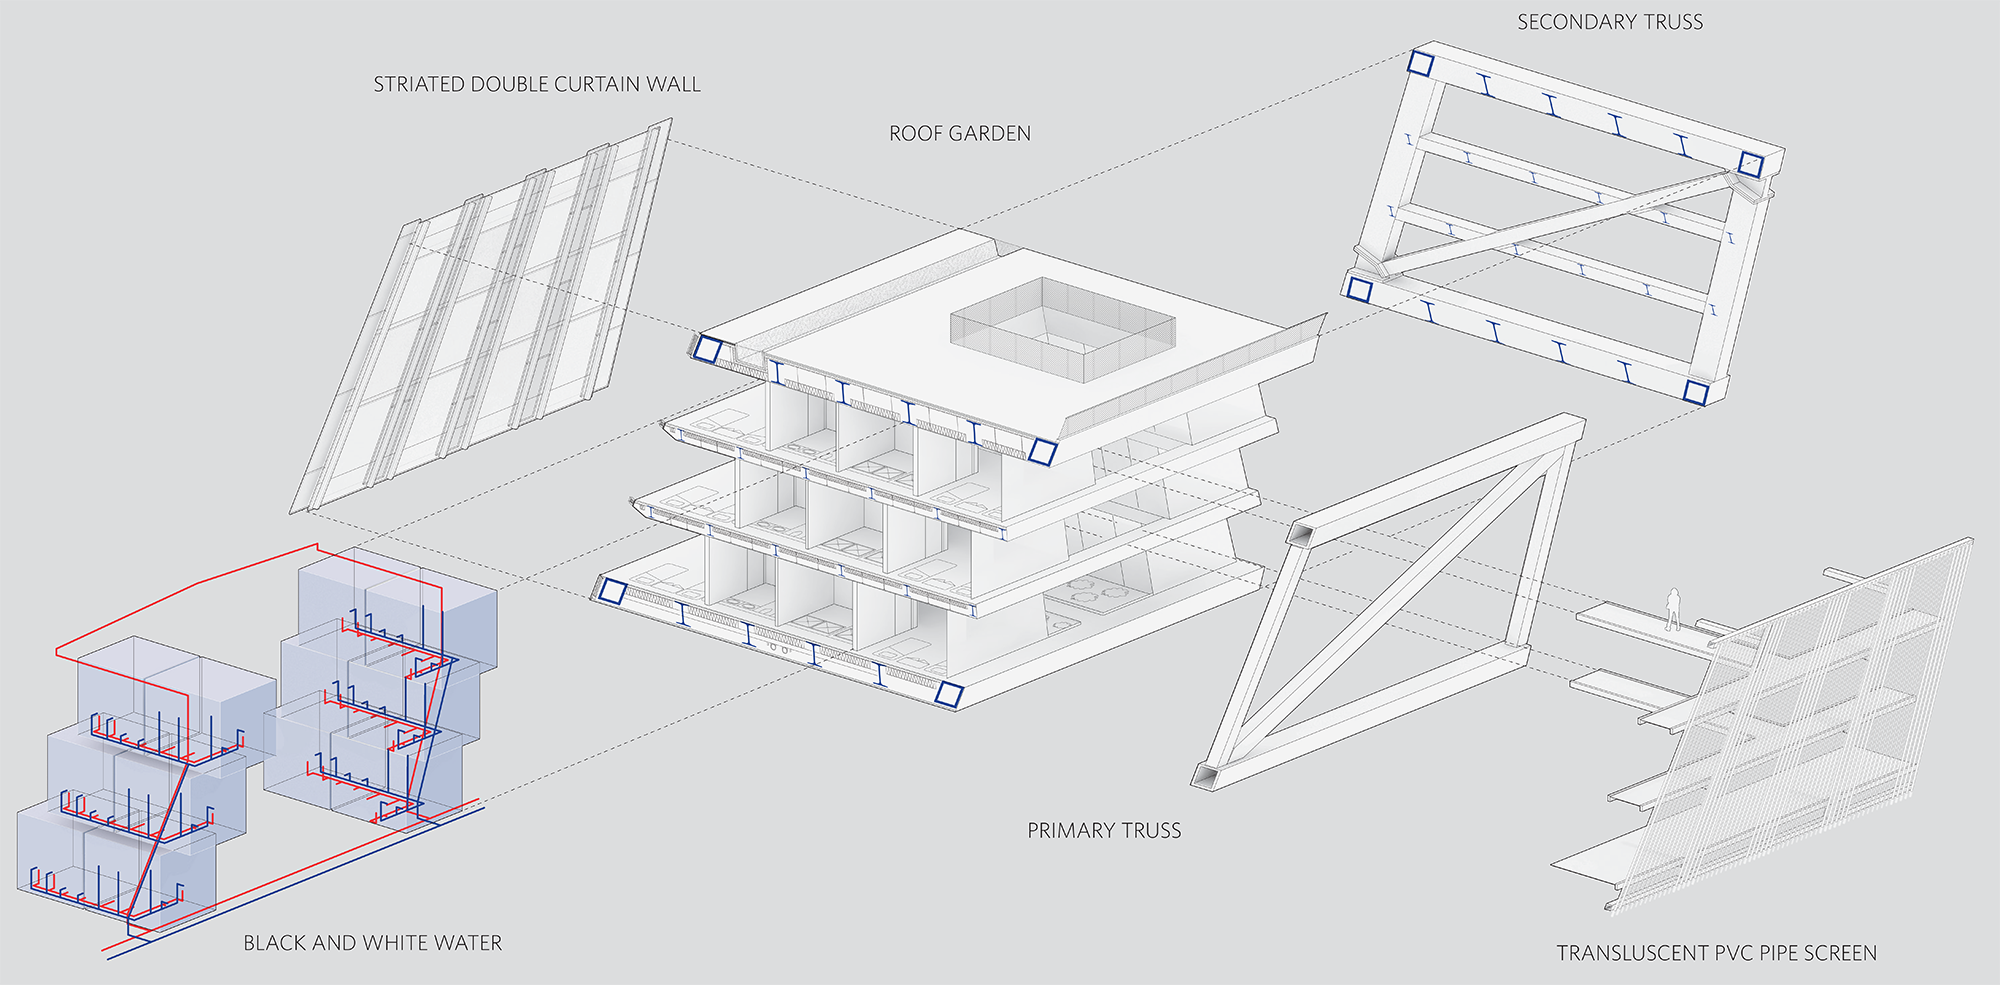 SECONDARY TRUSS
STRIATED DOUBLE CURTAIN WALL
ROOF GARDEN
PRIMARY TRUSS
BLACK AND WHITE WATER
TRANSLUSCENT PVC PIPE SCREEN